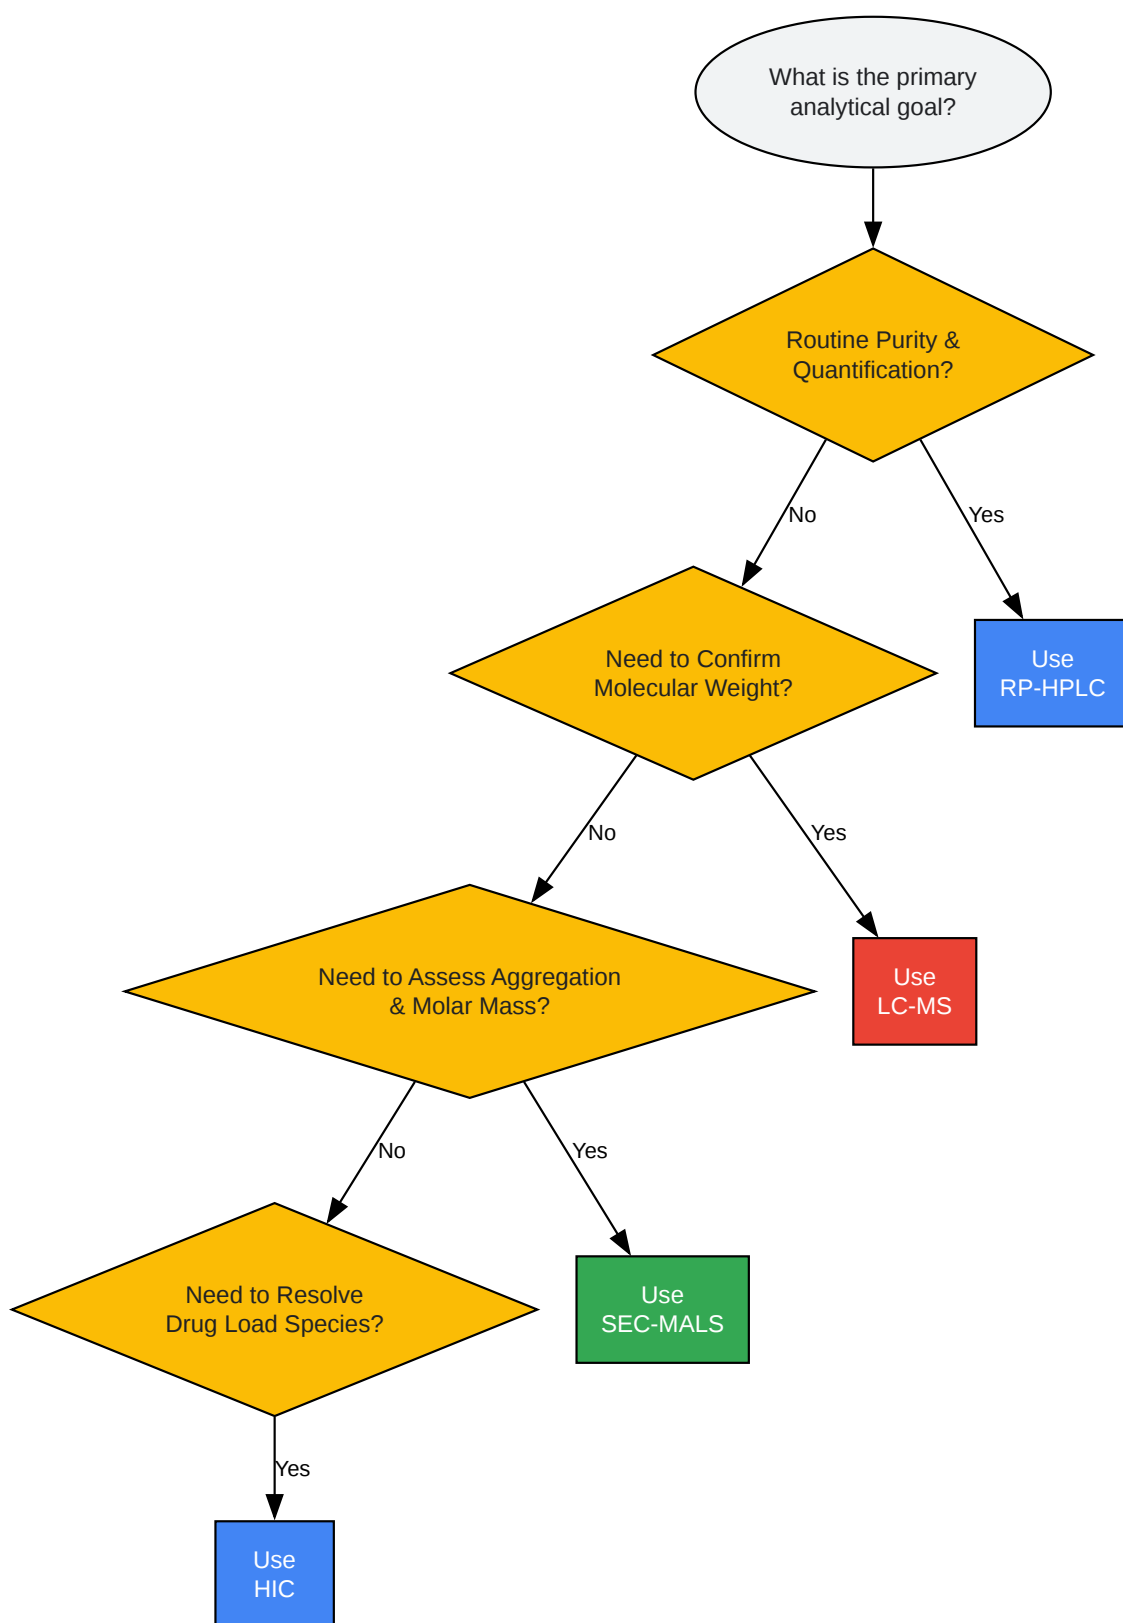 What is the primary
analytical goal?
Routine Purity &
Quantification?
No
Yes
Need to Confirm
Molecular Weight?
Use
RP-HPLC
No
Yes
Need to Assess Aggregation
& Molar Mass?
Use
LC-MS
No
Yes
Need to Resolve
Drug Load Species?
Use
SEC-MALS
Yes
Use
HIC